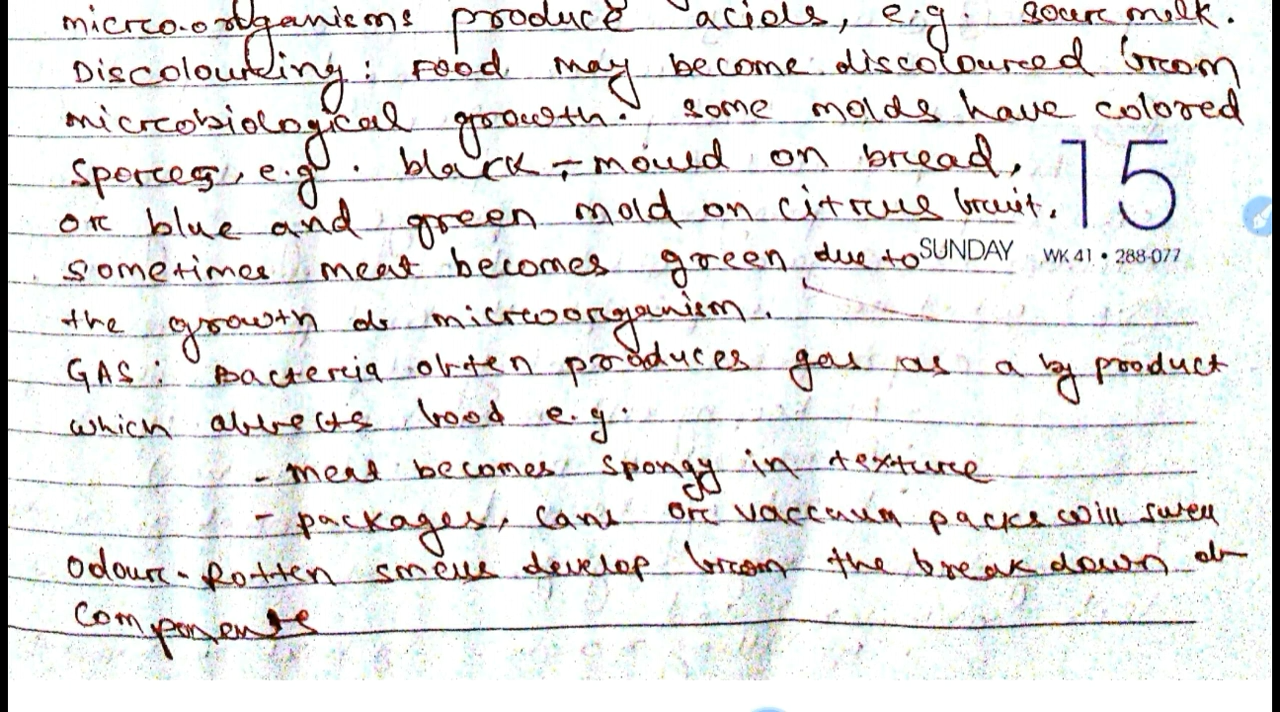 microorganisms produce acids, e.g. sour milk.
Discolouring: Food may become discoloured from
microbiological growth. some molds have colored
spores, e.g. black-mould on bread,
or blue and green mold on citrus fruit. 15
sometimes meat becomes green due to SUNDAY WK 41 • 288-077
the growth of microorganism.
GAS: Bacteria often produces gas as a by product
which affects food e.g.
- meat becomes spongy in texture
- packages, cans or vaccum packs will swell
Odour- Rotten smells develop from the break down of
components